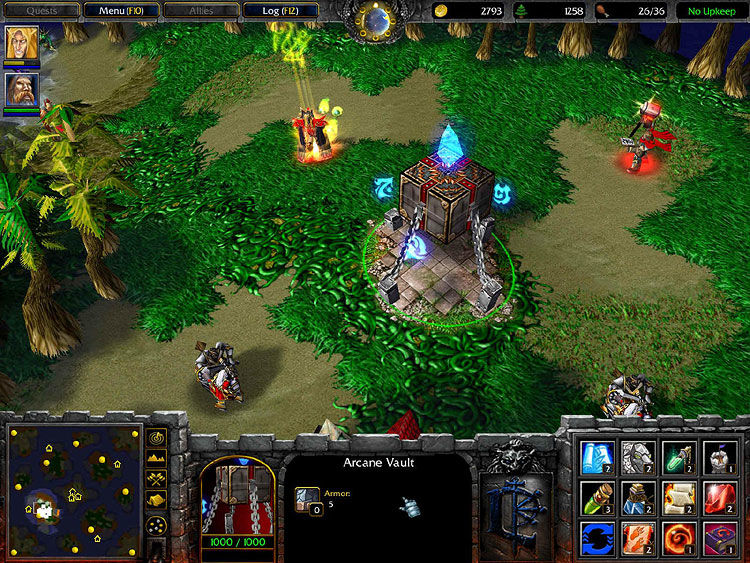 Quests Menu (F10) Allies Log (F12) 2793 1258 26/36 No Upkeep
Arcane Vault
Armor:
5
0
1000 / 1000
2 2 2 1
3 2 2 2
2 1 1